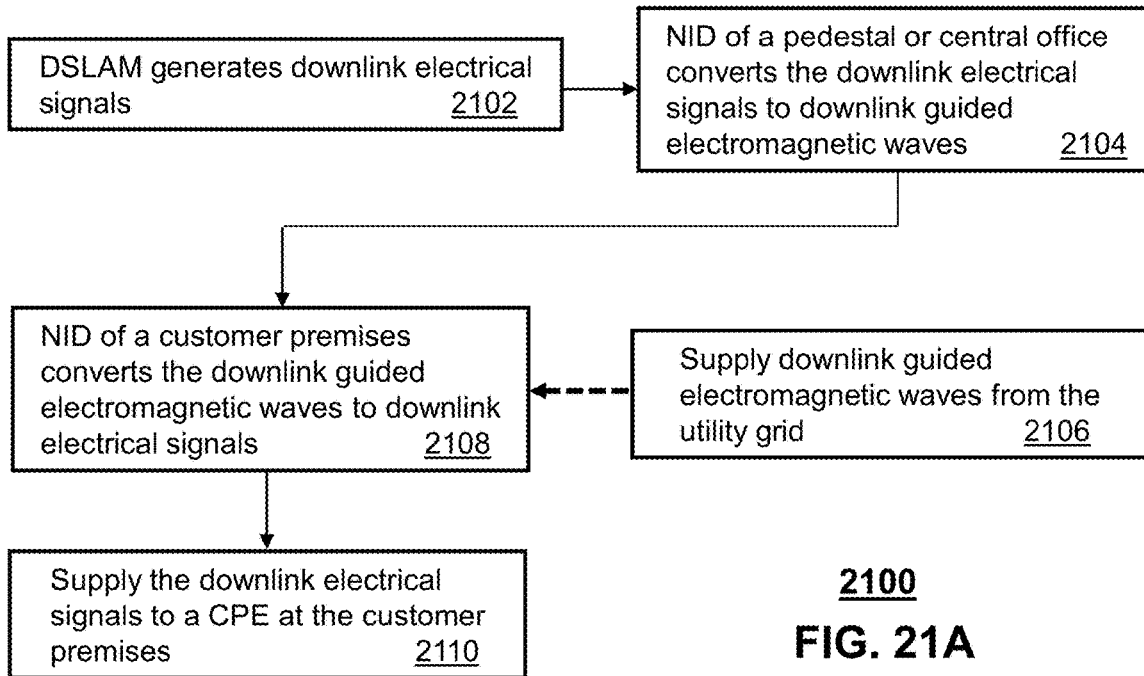 DSLAM generates downlink electrical
signals 2102
NID of a pedestal or central office
converts the downlink electrical
signals to downlink guided
electromagnetic waves 2104
NID of a customer premises
converts the downlink guided
electromagnetic waves to downlink
electrical signals 2108
Supply downlink guided
electromagnetic waves from the
utility grid 2106
Supply the downlink electrical
signals to a CPE at the customer
premises 2110
2100
FIG. 21A